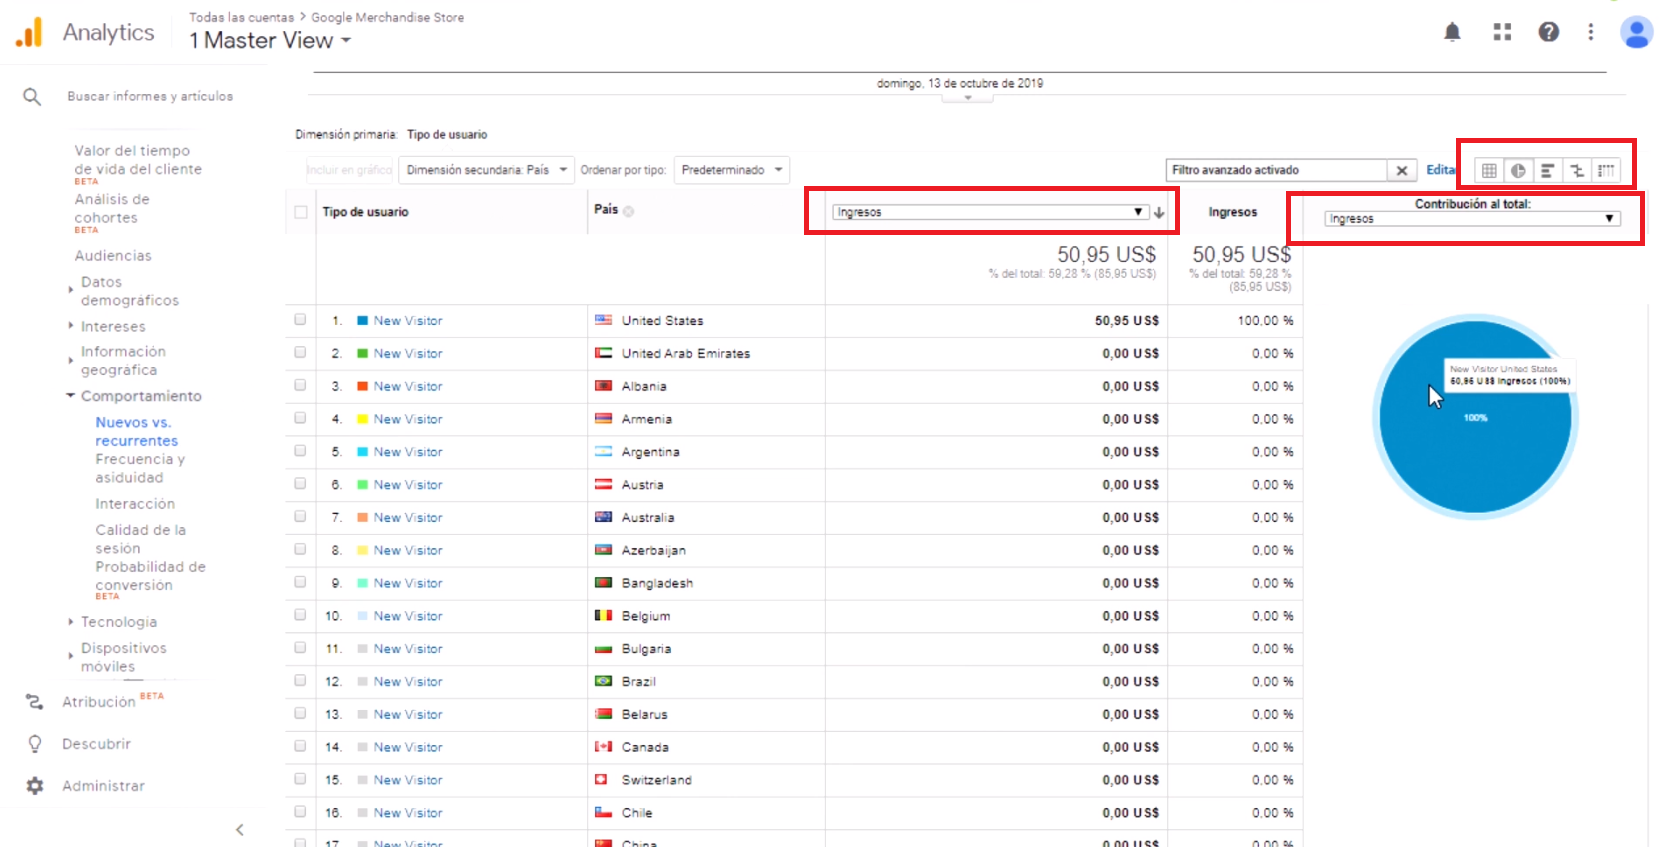 Analytics
Todas las cuentas > Google Merchandise Store
1 Master View
Buscar informes y artículos
domingo, 13 de octubre de 2019
Valor del tiempo
de vida del cliente
BETA
Análisis de
cohortes
BETA
Audiencias
Datos
demográficos
Intereses
Información
geográfica
Comportamiento
Nuevos vs.
recurrentes
Frecuencia y
asiduidad
Interacción
Calidad de la
sesión
Probabilidad de
conversión
BETA
Tecnología
Dispositivos
móviles
Atribución BETA
Descubrir
Administrar
Dimensión primaria: Tipo de usuario
Incluir en gráfico Dimensión secundaria: País Ordenar por tipo: Predeterminado Filtro avanzado activado Editar
Tipo de usuario País Ingresos Ingresos Contribución al total:
Ingresos
50,95 US$ 50,95 US$
% del total: 59,28 % (85,95 US$) % del total: 59,28 %
(85,95 US$)
1. New Visitor United States 50,95 US$ 100,00 %
2. New Visitor United Arab Emirates 0,00 US$ 0,00 %
3. New Visitor Albania 0,00 US$ 0,00 %
4. New Visitor Armenia 0,00 US$ 0,00 %
5. New Visitor Argentina 0,00 US$ 0,00 %
6. New Visitor Austria 0,00 US$ 0,00 %
7. New Visitor Australia 0,00 US$ 0,00 %
8. New Visitor Azerbaijan 0,00 US$ 0,00 %
9. New Visitor Bangladesh 0,00 US$ 0,00 %
10. New Visitor Belgium 0,00 US$ 0,00 %
11. New Visitor Bulgaria 0,00 US$ 0,00 %
12. New Visitor Brazil 0,00 US$ 0,00 %
13. New Visitor Belarus 0,00 US$ 0,00 %
14. New Visitor Canada 0,00 US$ 0,00 %
15. New Visitor Switzerland 0,00 US$ 0,00 %
16. New Visitor Chile 0,00 US$ 0,00 %
17. New Visitor China 0,00 US$ 0,00 %
New Visitor United States
50,95 US$ Ingresos (100%)
100%